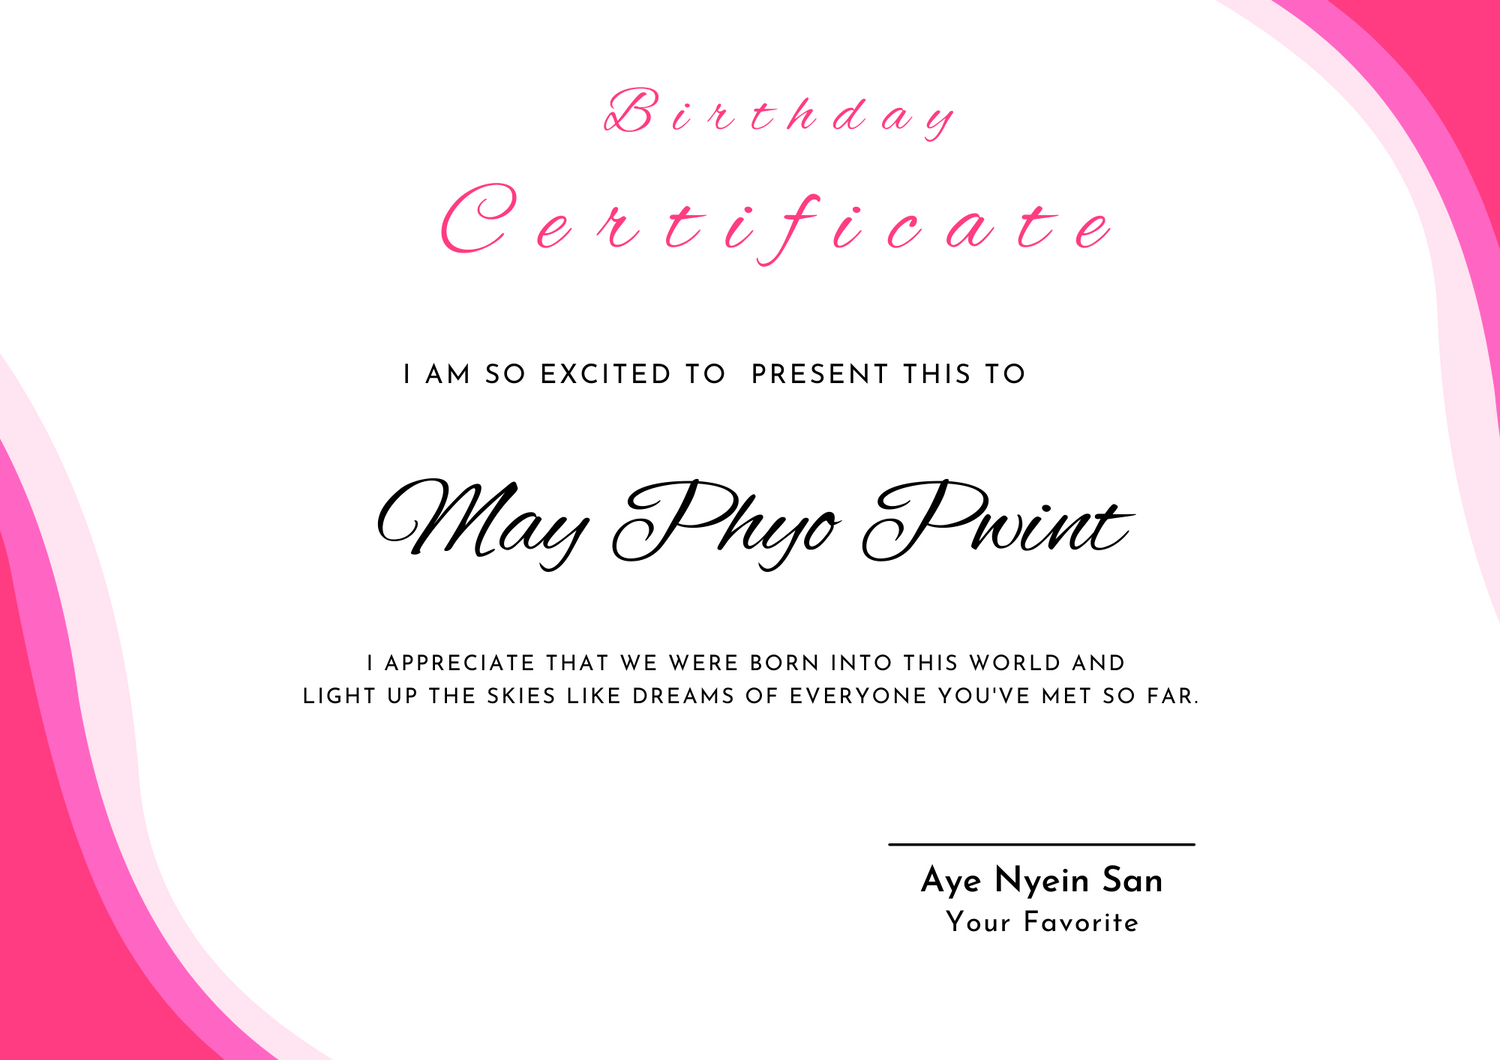 Birthday
Certificate
I AM SO EXCITED TO  PRESENT THIS TO
May Phyo Pwint
I APPRECIATE THAT WE WERE BORN INTO THIS WORLD AND
LIGHT UP THE SKIES LIKE DREAMS OF EVERYONE YOU'VE MET SO FAR.
Aye Nyein San
Your Favorite